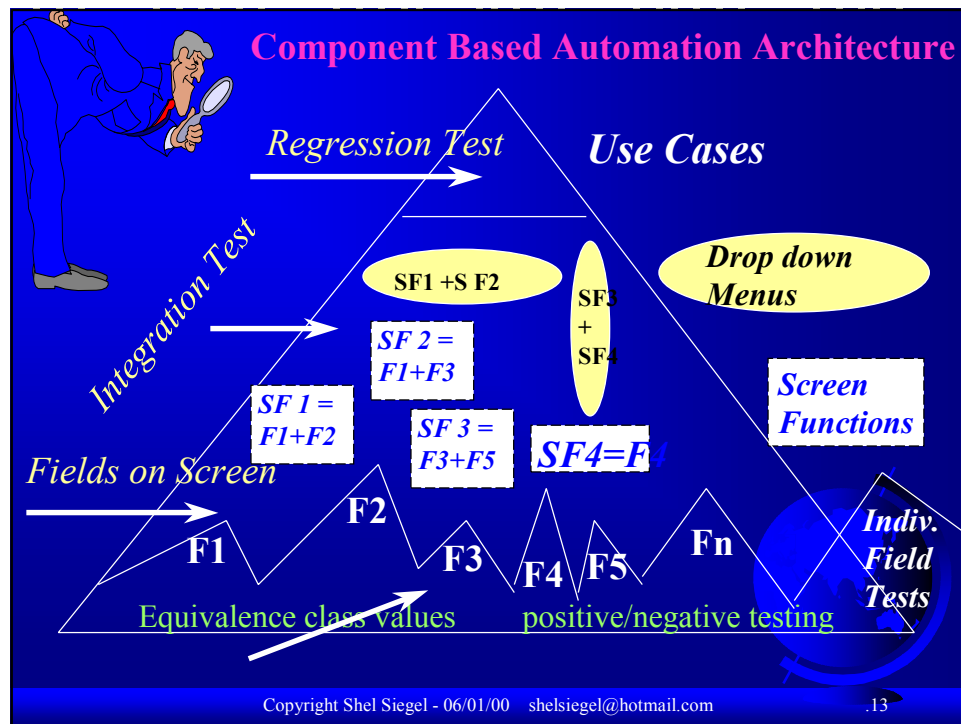 Component Based Automation Architecture
Regression Test
Use Cases
Integration Test
SF1 +S F2
SF3
+
SF4
Drop down
Menus
SF 2 =
F1+F3
SF 1 =
F1+F2
SF 3 =
F3+F5
SF4=F4
Screen
Functions
Fields on Screen
F1
F2
F3
F4
F5
Fn
Indiv.
Field
Tests
Equivalence class values
positive/negative testing
Copyright Shel Siegel - 06/01/00 shelsiegel@hotmail.com .13